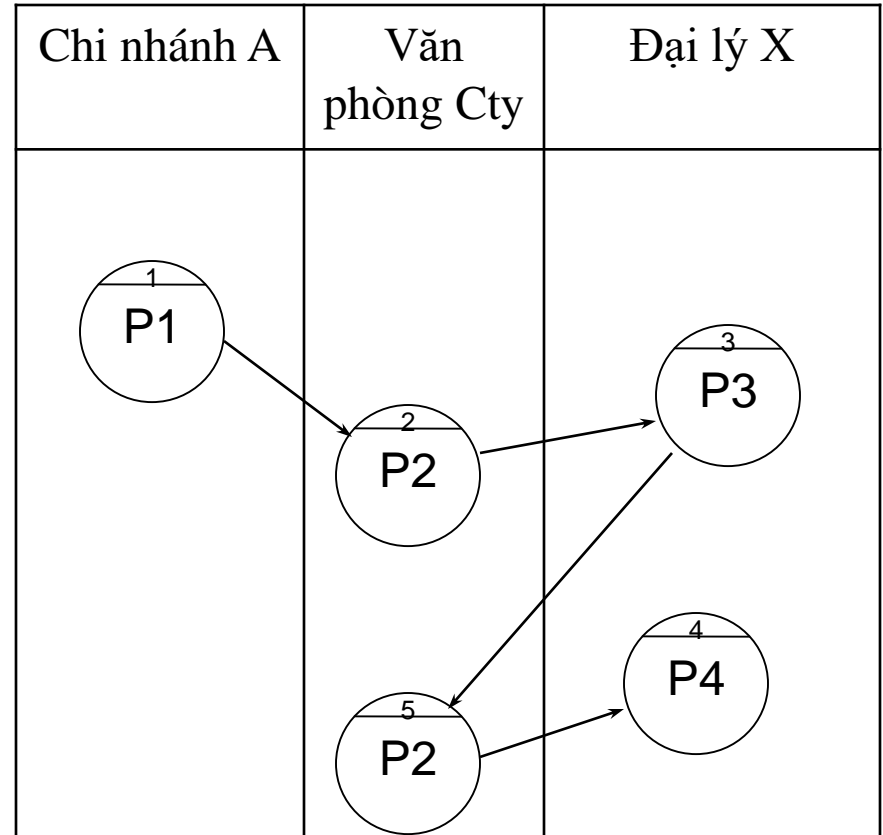 Chi nhánh A
Văn
phòng Cty
Đại lý X
1
P1
3
P3
2
P2
4
P4
5
P2